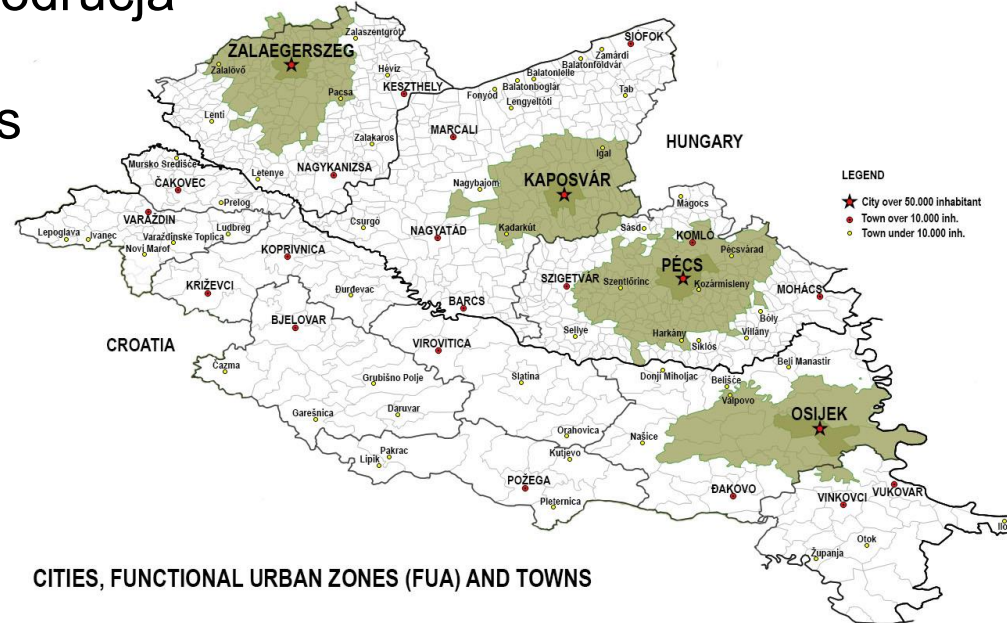 područja
s
Zalaszentgrót
ZALAEGERSZEG
SIÓFOK
Zamárdi
Balatonföldvár
Zalalövő
Hévíz
Balatonlelle
KESZTHELY
Balatonboglár
Tab
Pacsa
Fonyód
Lengyeltóti
Lenti
MARCALI
HUNGARY
Zalakaros
Igal
Mursko Središće
Letenye
NAGYKANIZSA
KAPOSVÁR
LEGEND
City over 50.000 inhabitant
Town over 10.000 inh.
Town under 10.000 inh.
ČAKOVEC
Nagybajom
Prelog
Mágocs
VARAŽDIN
Csurgó
Kadarkút
Sásd
Lepoglava
Ivanec
Varaždinske Toplica
Ludbreg
NAGYATÁD
KOMLÓ
Novi Marof
KOPRIVNICA
Pécsvárad
PÉCS
SZIGETVÁR
Szentlőrinc
Kozármisleny
KRIŽEVCI
Đurđevac
MOHÁCS
BARCS
BJELOVAR
Bóly
Sellye
Harkány
Villány
CROATIA
VIROVITICA
Siklós
Čazma
Beli Manastir
Grubišno Polje
Slatina
Donji Miholjac
Belišće
Valpovo
Garešnica
Daruvar
OSIJEK
Orahovica
Našice
Pakrac
Lipik
Kutjevo
POŽEGA
ĐAKOVO
VINKOVCI
VUKOVAR
Pleternica
Otok
Županja
CITIES, FUNCTIONAL URBAN ZONES (FUA) AND TOWNS